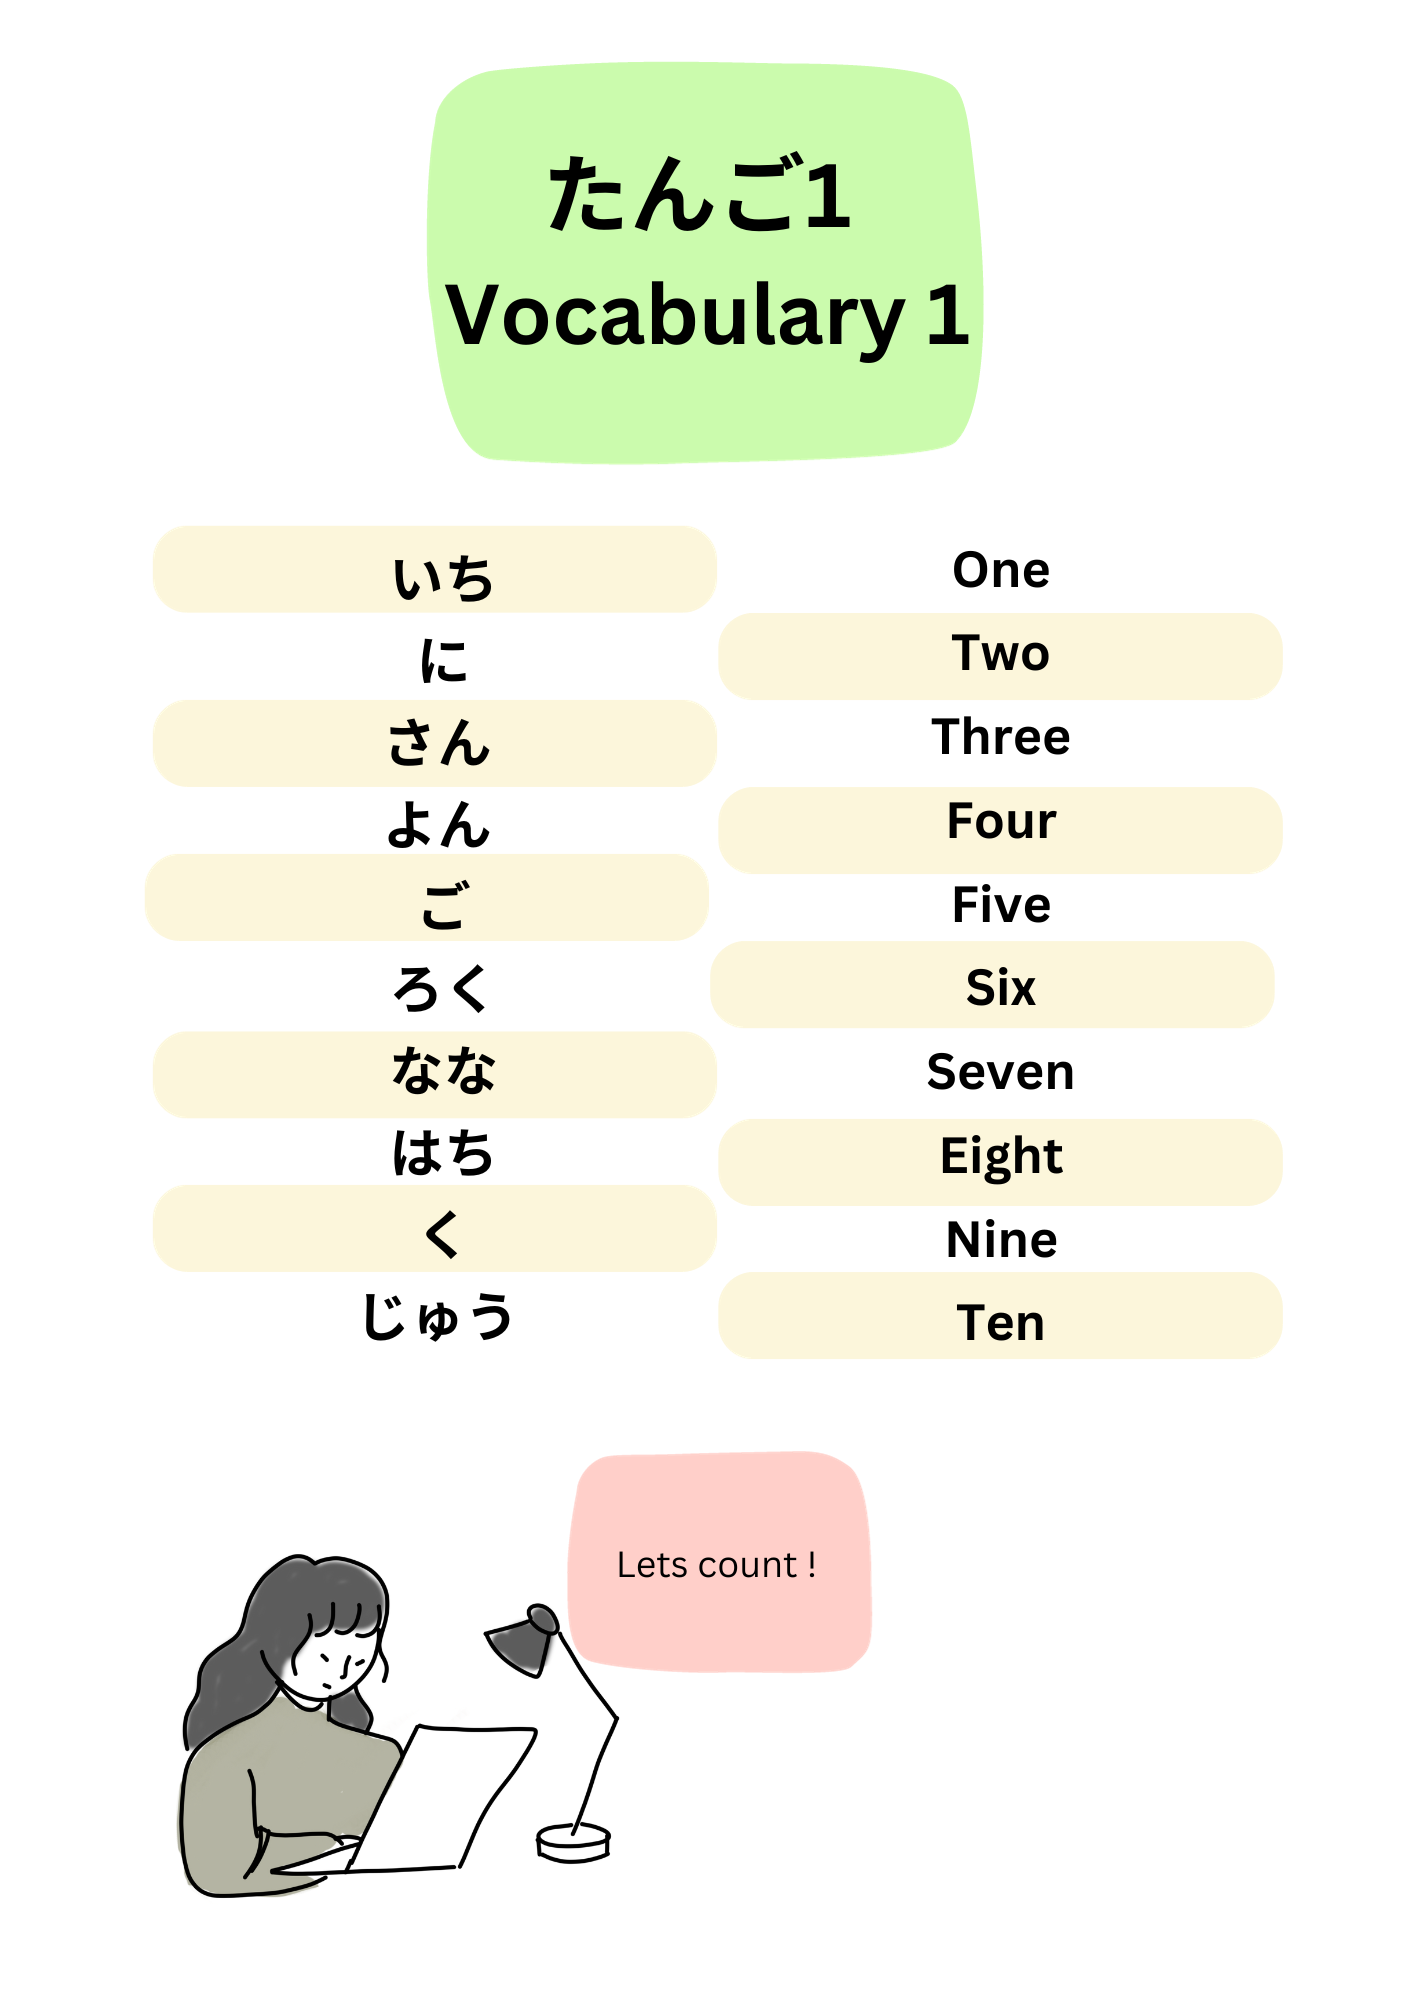 たんご1
Vocabulary 1
いち One
に Two
さん Three
よん Four
ご Five
ろく Six
なな Seven
はち Eight
く Nine
じゅう Ten
Lets count !